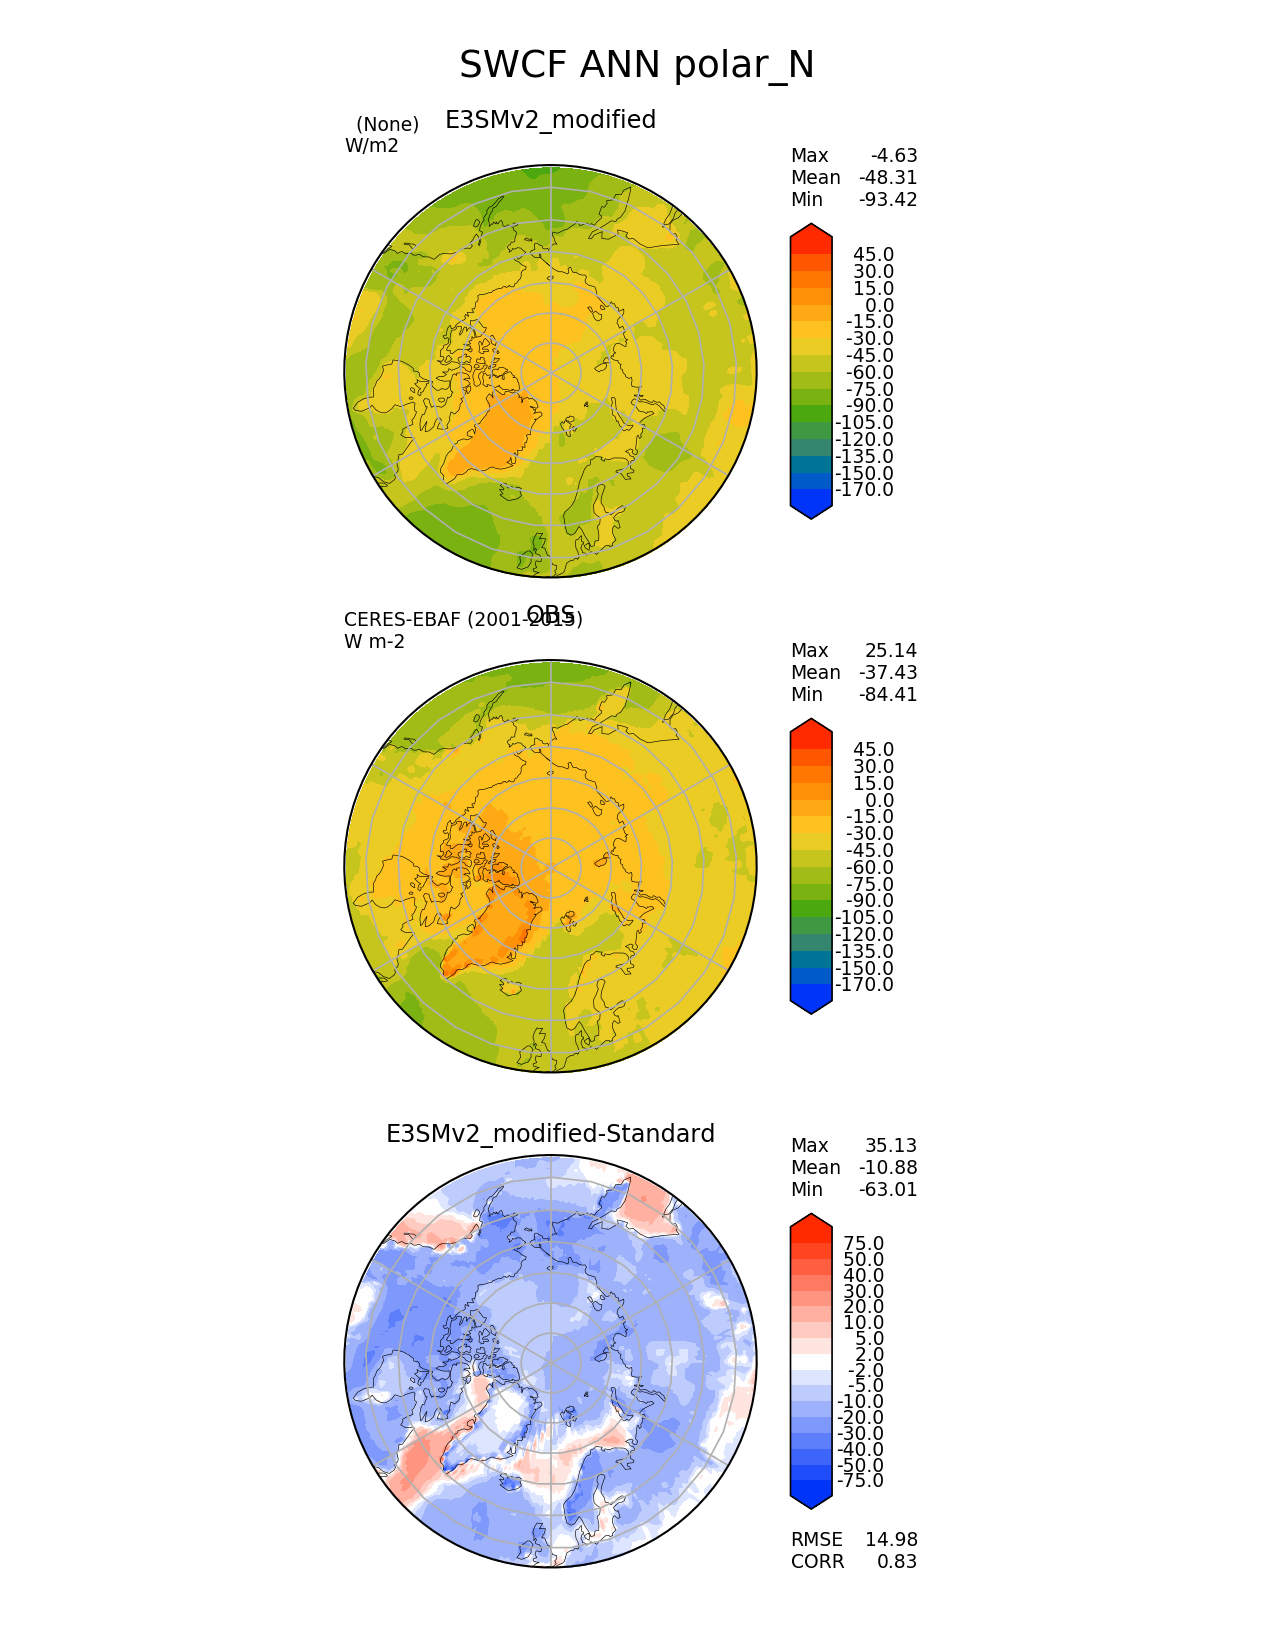 SWCF ANN polar_N
E3SMv2_modified
(None)
W/m2
Max -4.63
Mean -48.31
Min -93.42
45.0
30.0
15.0
0.0
-15.0
-30.0
-45.0
-60.0
-75.0
-90.0
-105.0
-120.0
-135.0
-150.0
-170.0
OBS
CERES-EBAF (2001-2015)
W m-2
Max 25.14
Mean -37.43
Min -84.41
45.0
30.0
15.0
0.0
-15.0
-30.0
-45.0
-60.0
-75.0
-90.0
-105.0
-120.0
-135.0
-150.0
-170.0
E3SMv2_modified-Standard
Max 35.13
Mean -10.88
Min -63.01
75.0
50.0
40.0
30.0
20.0
10.0
5.0
2.0
-2.0
-5.0
-10.0
-20.0
-30.0
-40.0
-50.0
-75.0
RMSE 14.98
CORR 0.83